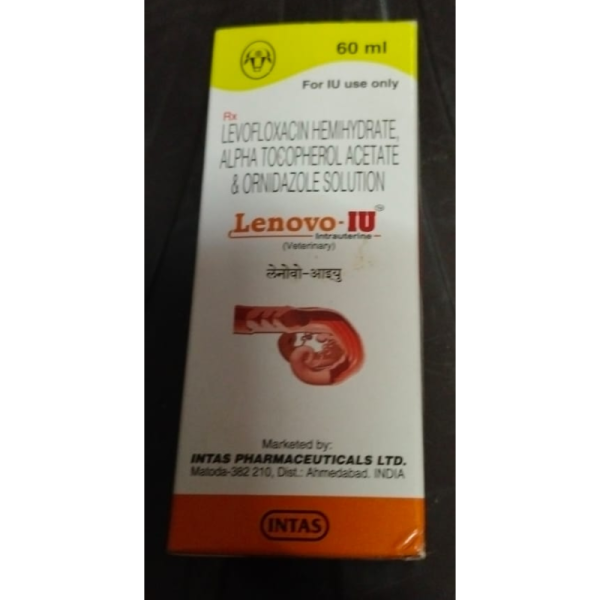 60 ml
For IU use only
Rx
LEVOFLOXACIN HEMIHYDRATE,
ALPHA TOCOPHEROL ACETATE
& ORNIDAZOLE SOLUTION
Lenovo-IU™
Intrauterine
(Veterinary)
लेनोवो-आइयु
Marketed by:
INTAS PHARMACEUTICALS LTD.
Matoda-382 210, Dist.: Ahmedabad. INDIA
INTAS